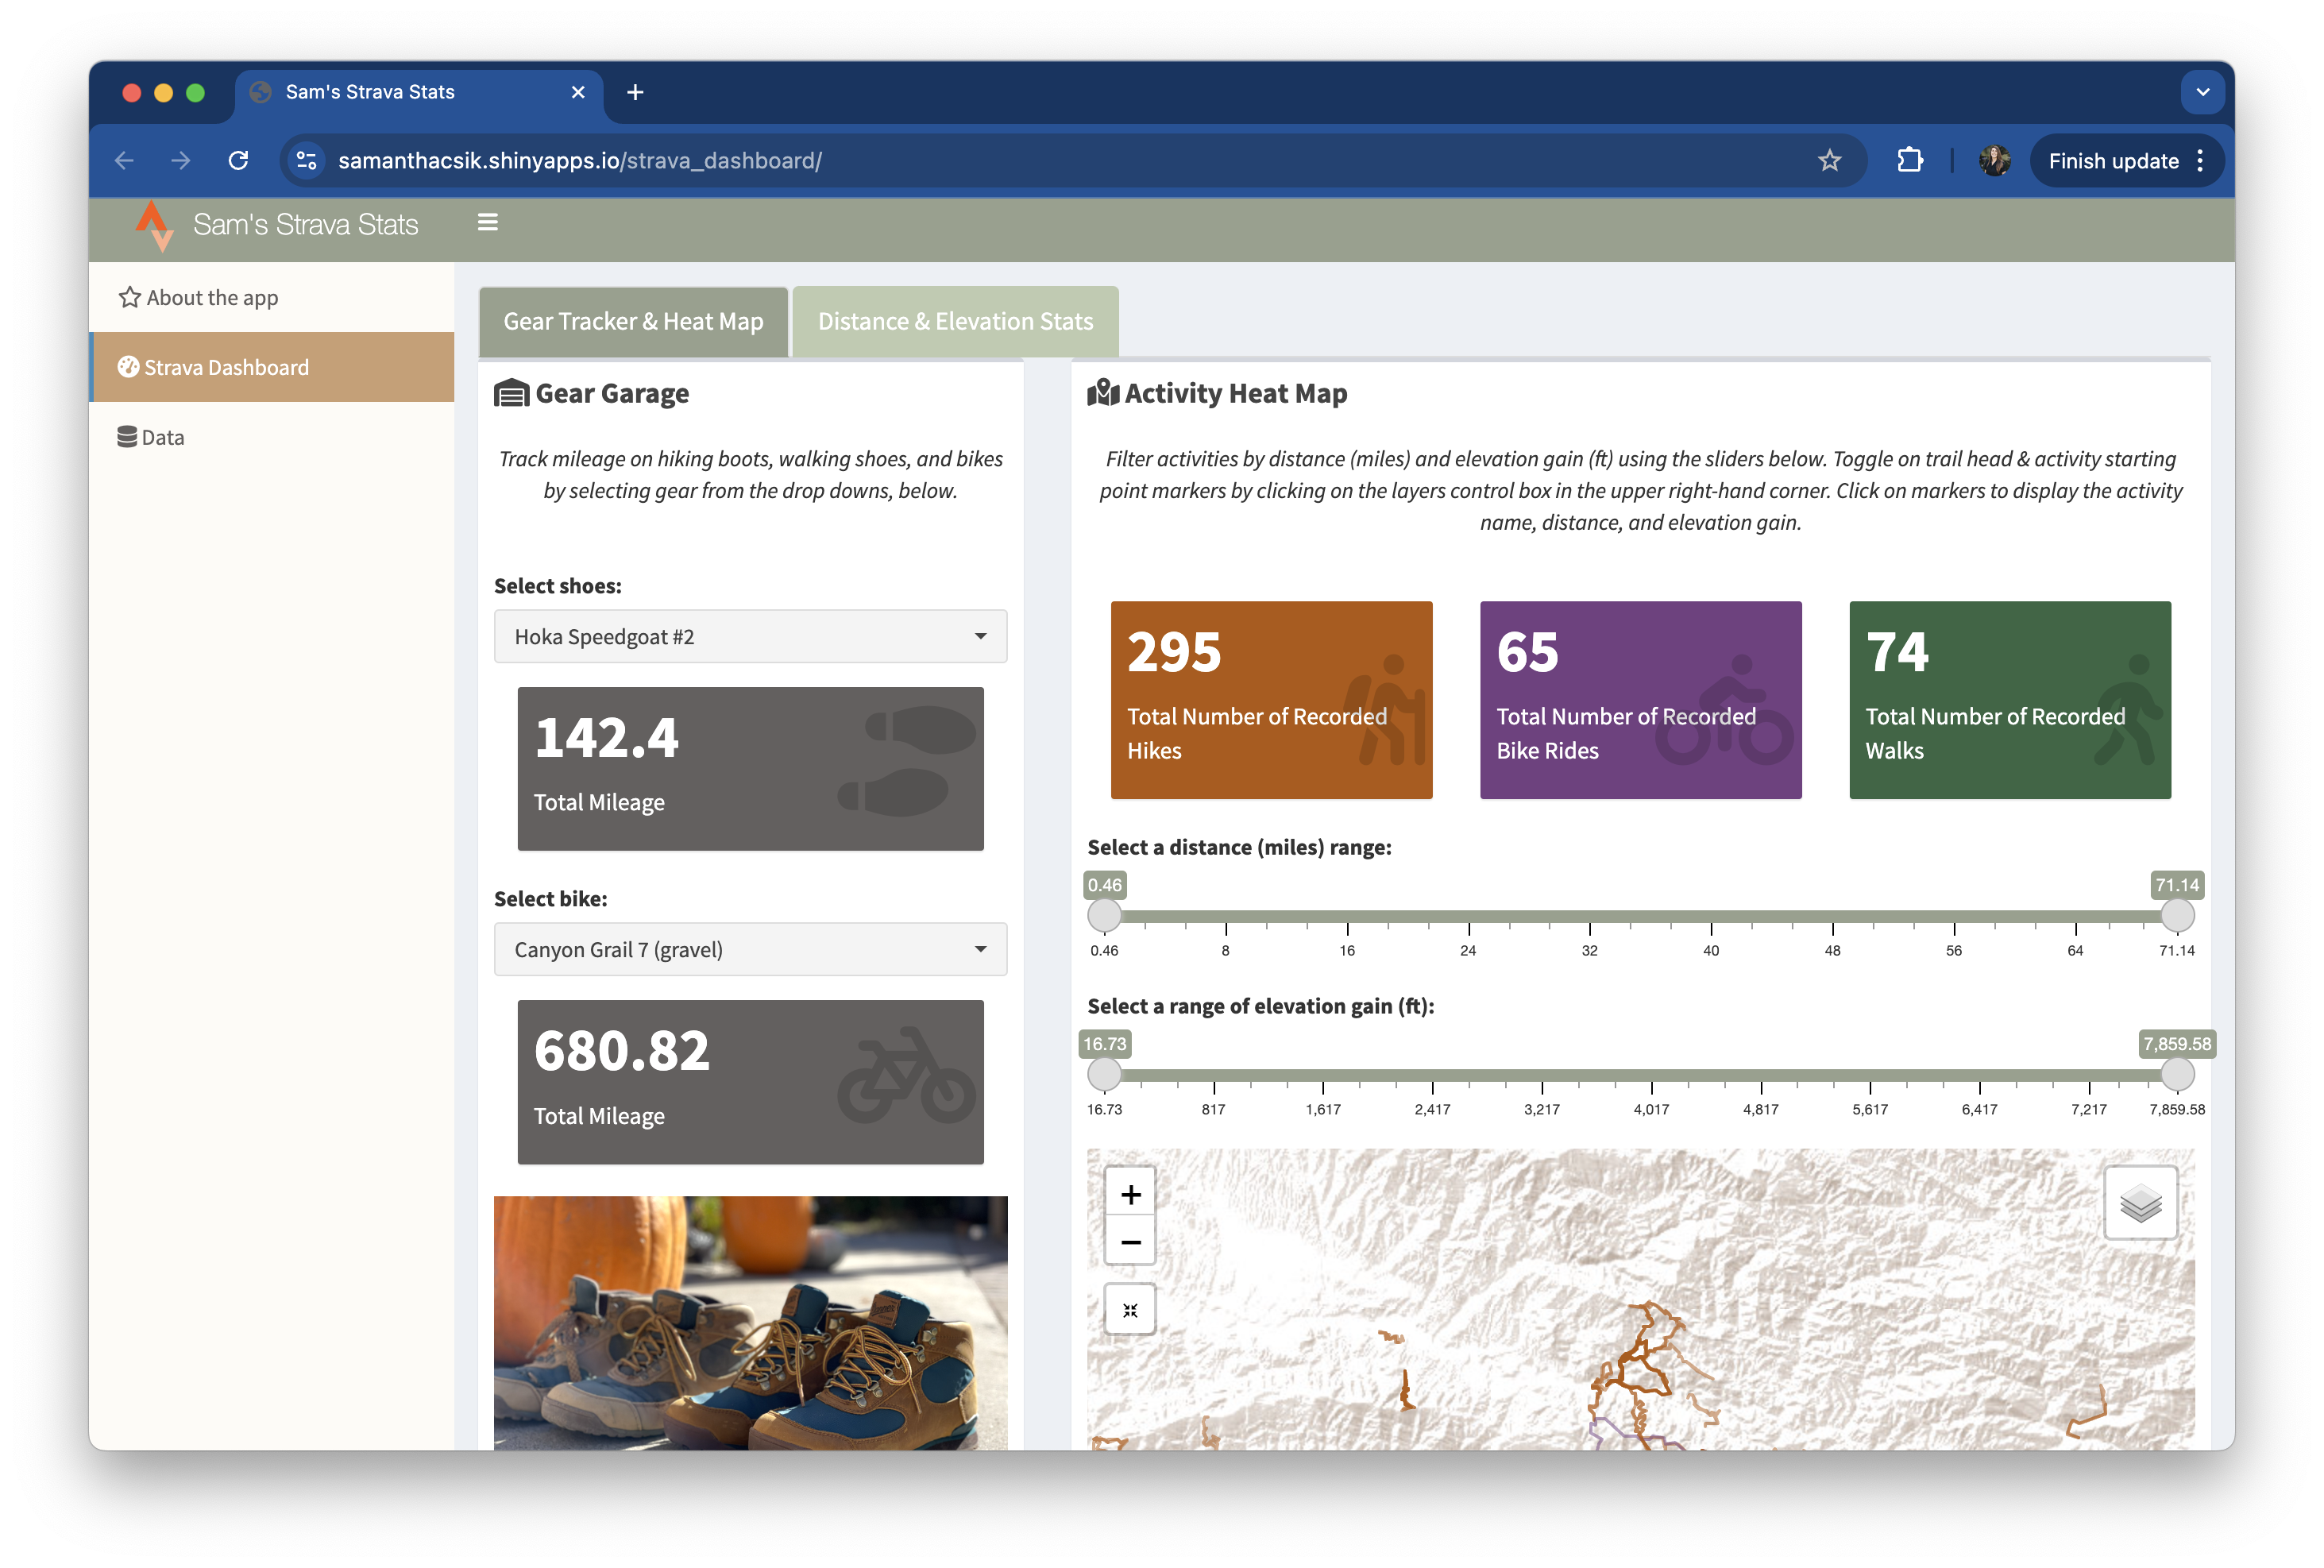 Sam's Strava Stats
samanthacsik.shinyapps.io/strava_dashboard/
Finish update
Sam's Strava Stats
About the app
Strava Dashboard
Data
Gear Tracker & Heat Map
Distance & Elevation Stats
Gear Garage
Track mileage on hiking boots, walking shoes, and bikes
by selecting gear from the drop downs, below.
Select shoes:
Hoka Speedgoat #2
142.4
Total Mileage
Select bike:
Canyon Grail 7 (gravel)
680.82
Total Mileage
Activity Heat Map
Filter activities by distance (miles) and elevation gain (ft) using the sliders below. Toggle on trail head & activity starting
point markers by clicking on the layers control box in the upper right-hand corner. Click on markers to display the activity
name, distance, and elevation gain.
295
Total Number of Recorded
Hikes
65
Total Number of Recorded
Bike Rides
74
Total Number of Recorded
Walks
Select a distance (miles) range:
0.46 71.14
0.46 8 16 24 32 40 48 56 64 71.14
Select a range of elevation gain (ft):
16.73 7,859.58
16.73 817 1,617 2,417 3,217 4,017 4,817 5,617 6,417 7,217 7,859.58
+
−